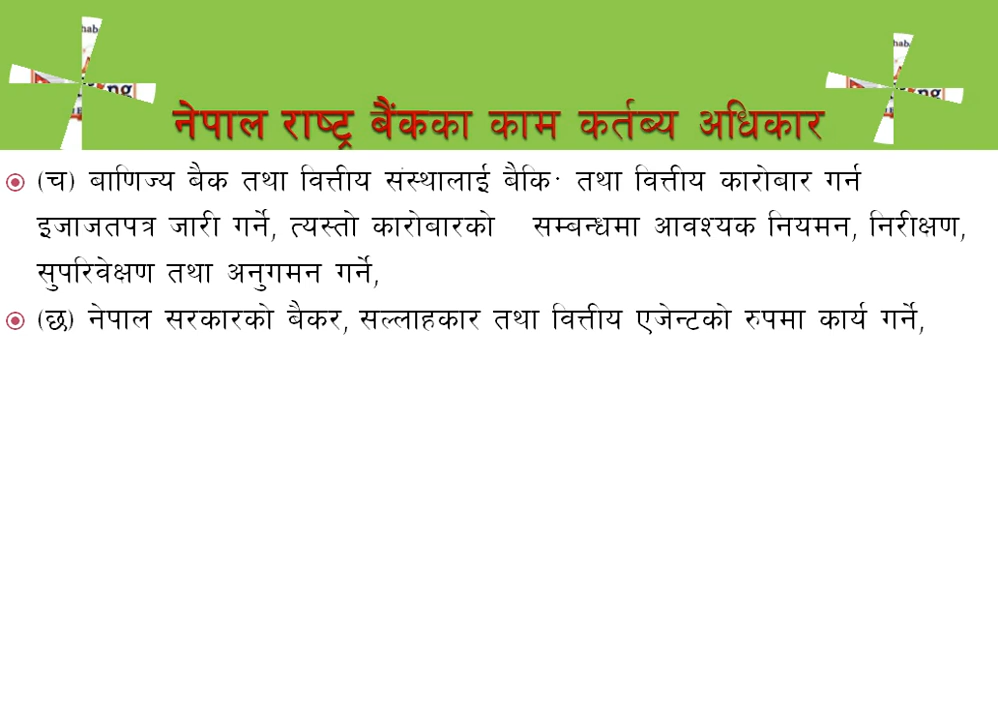 नेपाल राष्ट्र बैंकका काम कर्तब्य अधिकार
(च) बाणिज्य बैक तथा वित्तीय संस्थालाई बैकि· तथा वित्तीय कारोबार गर्न
इजाजतपत्र जारी गर्ने, त्यस्तो कारोबारको सम्बन्धमा आवश्यक नियमन, निरीक्षण,
सुपरिवेक्षण तथा अनुगमन गर्ने,
(छ) नेपाल सरकारको बैकर, सल्लाहकार तथा वित्तीय एजेन्टको रुपमा कार्य गर्ने,